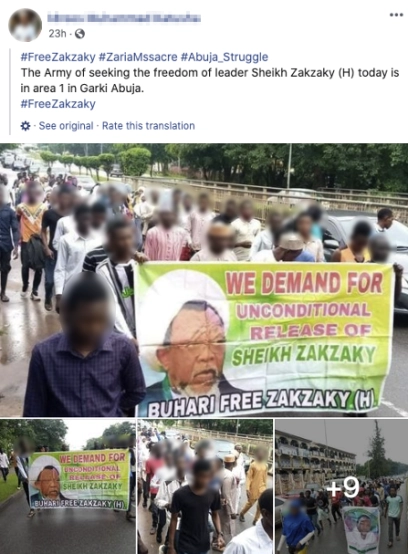 23h ·
#FreeZakzaky #ZariaMssacre #Abuja_Struggle
The Army of seeking the freedom of leader Sheikh Zakzaky (H) today is
in area 1 in Garki Abuja.
#FreeZakzaky
· See original · Rate this translation
WE DEMAND FOR
UNCONDITIONAL
RELEASE OF
SHEIKH ZAKZAKY
BUHARI FREE ZAKZAKY (H)
WE DEMAND FOR
UNCONDITIONAL
RELEASE OF
SHEIKH ZAKZAKY
BUHARI FREE ZAKZAKY (H)
+9